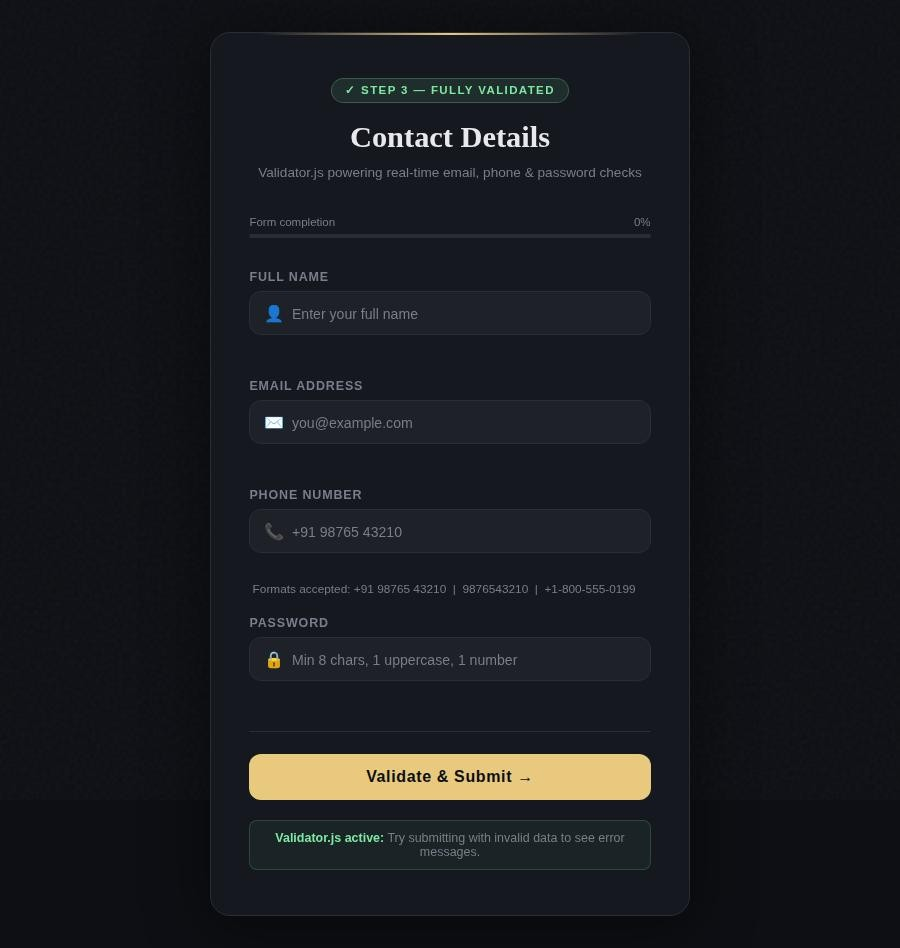 ✓ STEP 3 — FULLY VALIDATED
Contact Details
Validator.js powering real-time email, phone & password checks
Form completion 0%
FULL NAME
👤 Enter your full name
EMAIL ADDRESS
✉️ you@example.com
PHONE NUMBER
📞 +91 98765 43210
Formats accepted: +91 98765 43210 | 9876543210 | +1-800-555-0199
PASSWORD
🔒 Min 8 chars, 1 uppercase, 1 number
Validate & Submit →
Validator.js active: Try submitting with invalid data to see error
messages.